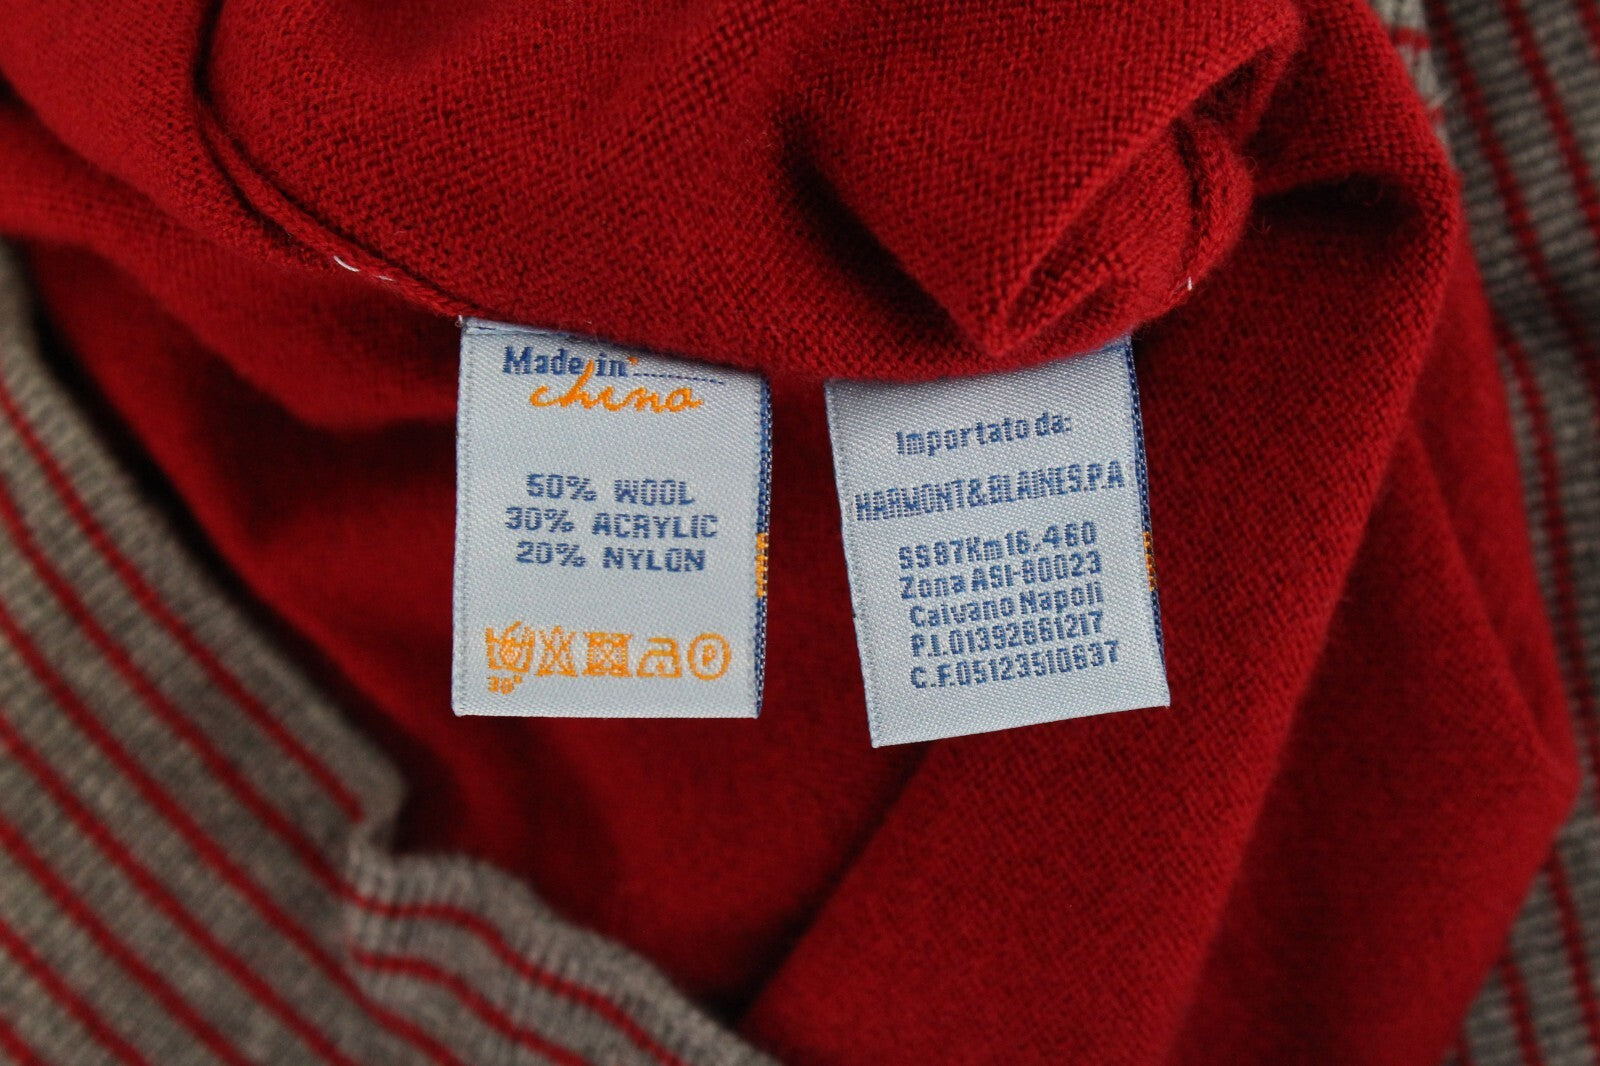 Made in..........
china
50% WOOL
30% ACRYLIC
20% NYLON
30°
P
Importato da:
HARMONT&BLAINE S.P.A
SS87Km16.460
Zona ASI-80023
Caivano Napoli
P.I.01392661217
C.F.05123510637